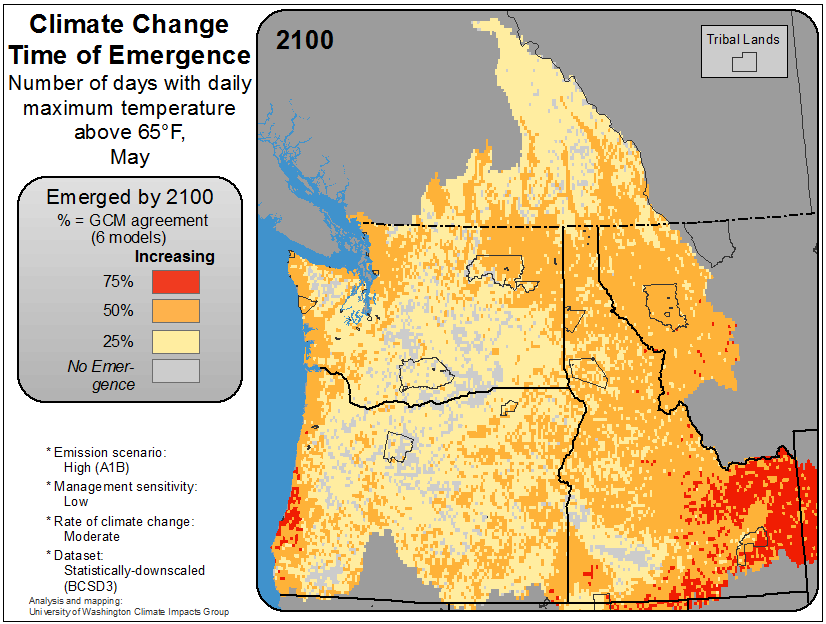 Climate Change
Time of Emergence
Number of days with daily
maximum temperature
above 65°F,
May
Emerged by 2100
% = GCM agreement
(6 models)
Increasing
75%
50%
25%
No Emer-
gence
* Emission scenario:
High (A1B)
* Management sensitivity:
Low
* Rate of climate change:
Moderate
* Dataset:
Statistically-downscaled
(BCSD3)
Analysis and mapping:
University of Washington Climate Impacts Group
2100
Tribal Lands